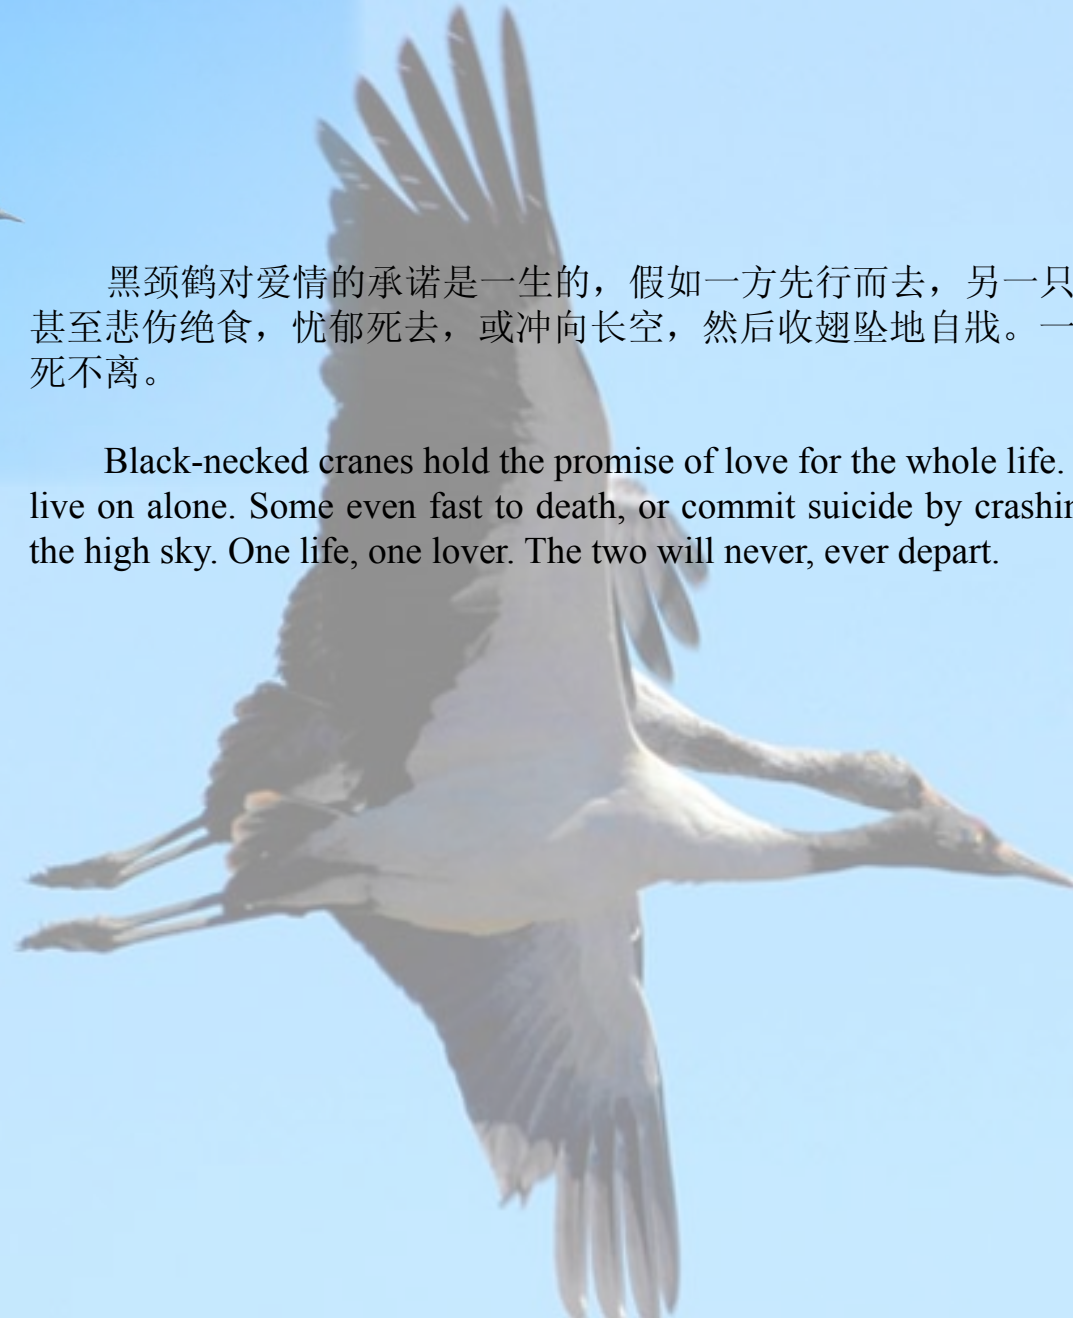 黑颈鹤对爱情的承诺是一生的，假如一方先行而去，另一只
甚至悲伤绝食，忧郁死去，或冲向长空，然后收翅坠地自戕。一
死不离。
Black-necked cranes hold the promise of love for the whole life.
live on alone. Some even fast to death, or commit suicide by crashin
the high sky. One life, one lover. The two will never, ever depart.